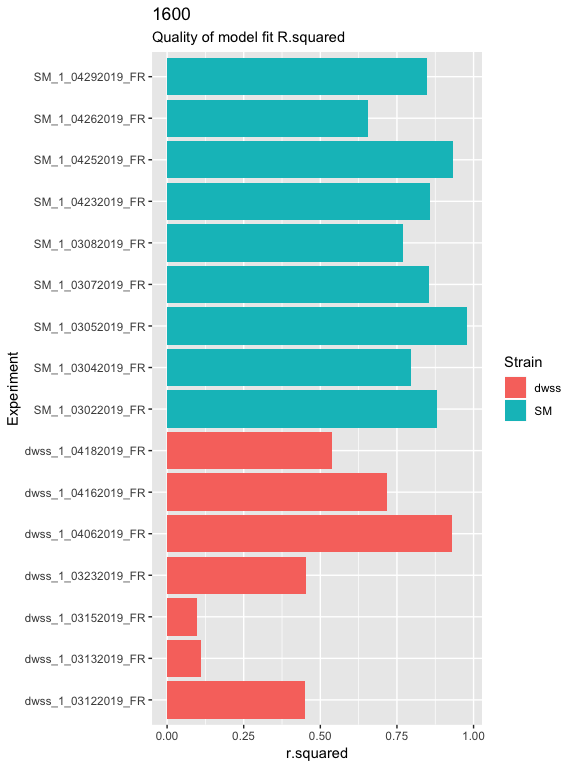 1600
Quality of model fit R.squared
SM_1_04292019_FR
SM_1_04262019_FR
SM_1_04252019_FR
SM_1_04232019_FR
SM_1_03082019_FR
SM_1_03072019_FR
SM_1_03052019_FR
SM_1_03042019_FR
SM_1_03022019_FR
dwss_1_04182019_FR
dwss_1_04162019_FR
dwss_1_04062019_FR
dwss_1_03232019_FR
dwss_1_03152019_FR
dwss_1_03132019_FR
dwss_1_03122019_FR
Experiment
0.00 0.25 0.50 0.75 1.00
r.squared
Strain
dwss
SM